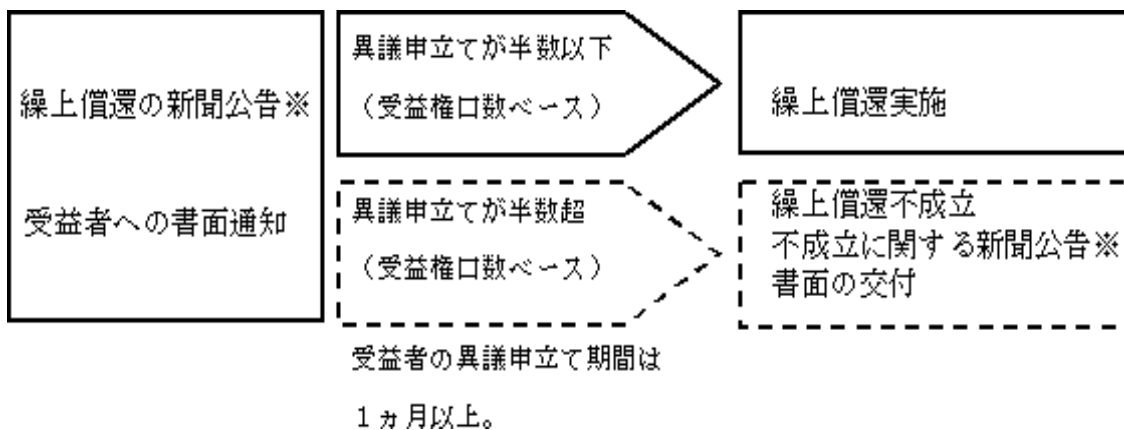 繰上償還の新聞公告※
受益者への書面通知
異議申立てが半数以下
（受益権口数ベース）
繰上償還実施
異議申立てが半数超
（受益権口数ベース）
繰上償還不成立
不成立に関する新聞公告※
書面の交付
受益者の異議申立て期間は
１ヵ月以上。